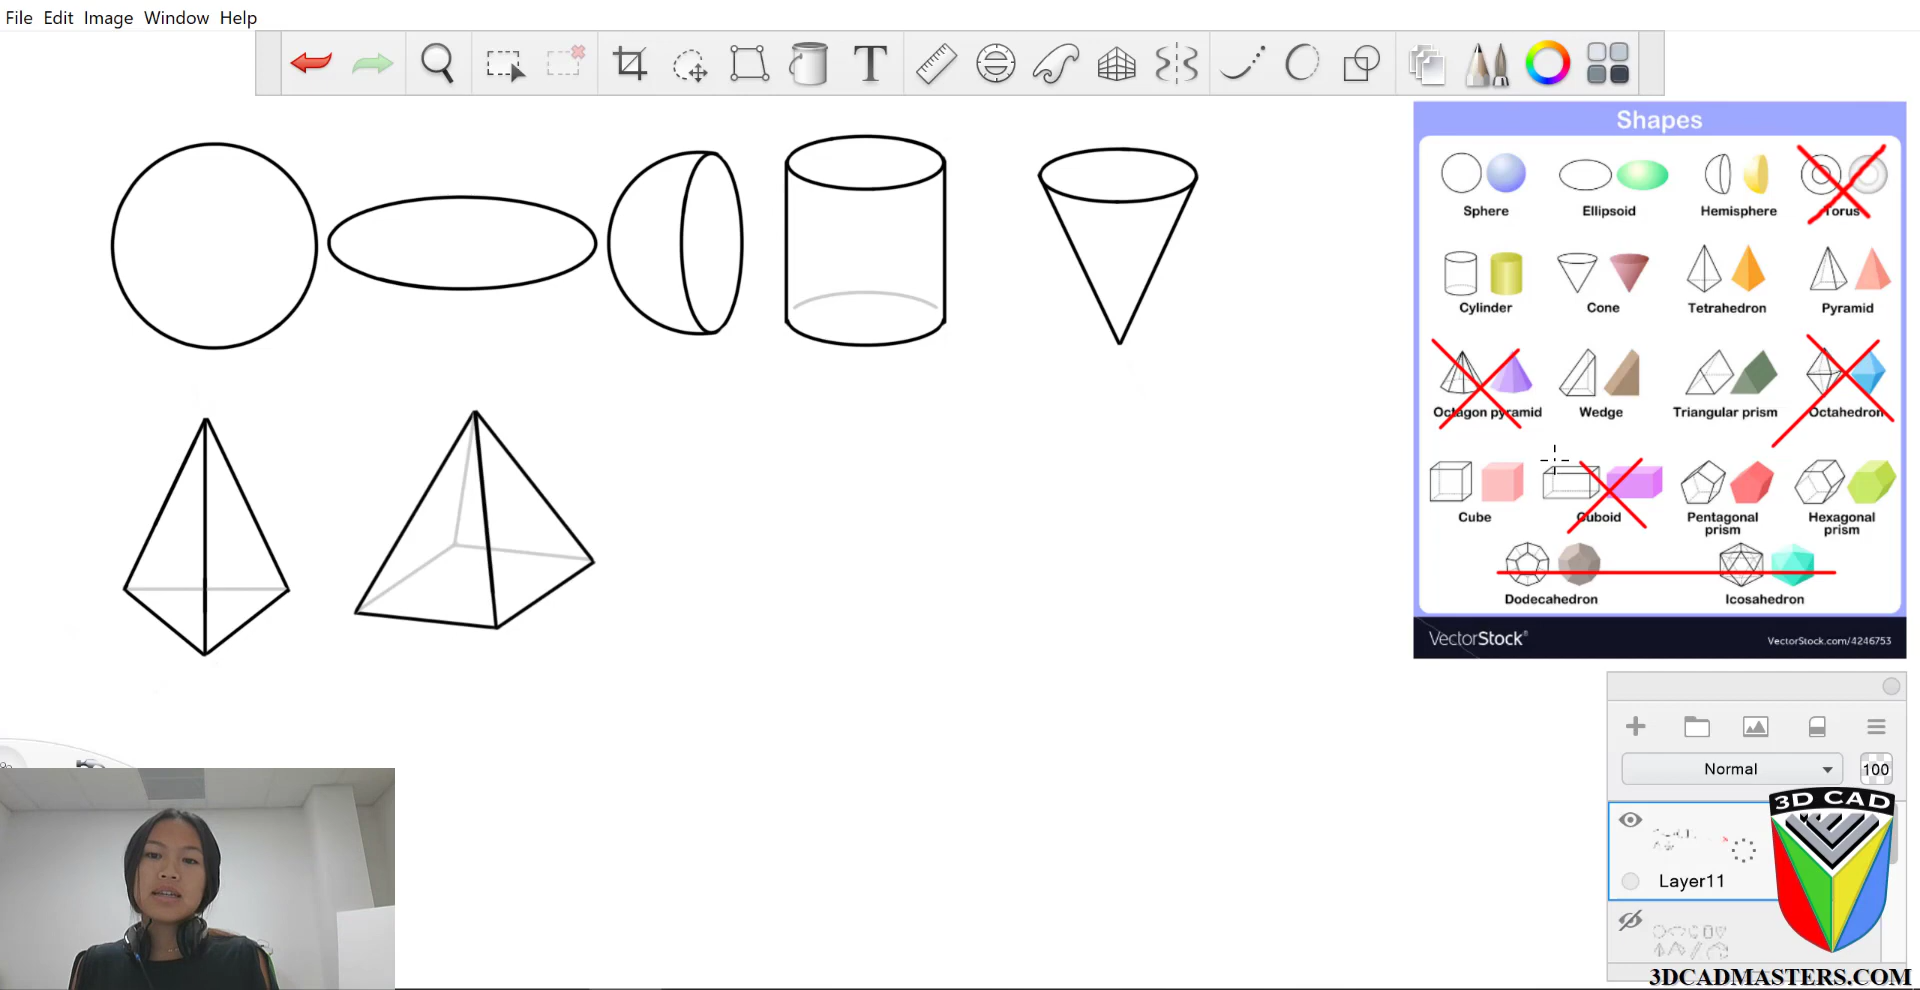 File Edit Image Window Help
T
Shapes
Sphere
Ellipsoid
Hemisphere
Torus
Cylinder
Cone
Tetrahedron
Pyramid
Octagon pyramid
Wedge
Triangular prism
Octahedron
Cube
Cuboid
Pentagonal
prism
Hexagonal
prism
Dodecahedron
Icosahedron
VectorStock®
VectorStock.com/4246753
Normal
100
3D CAD
Layer11
3DCADMASTERS.COM